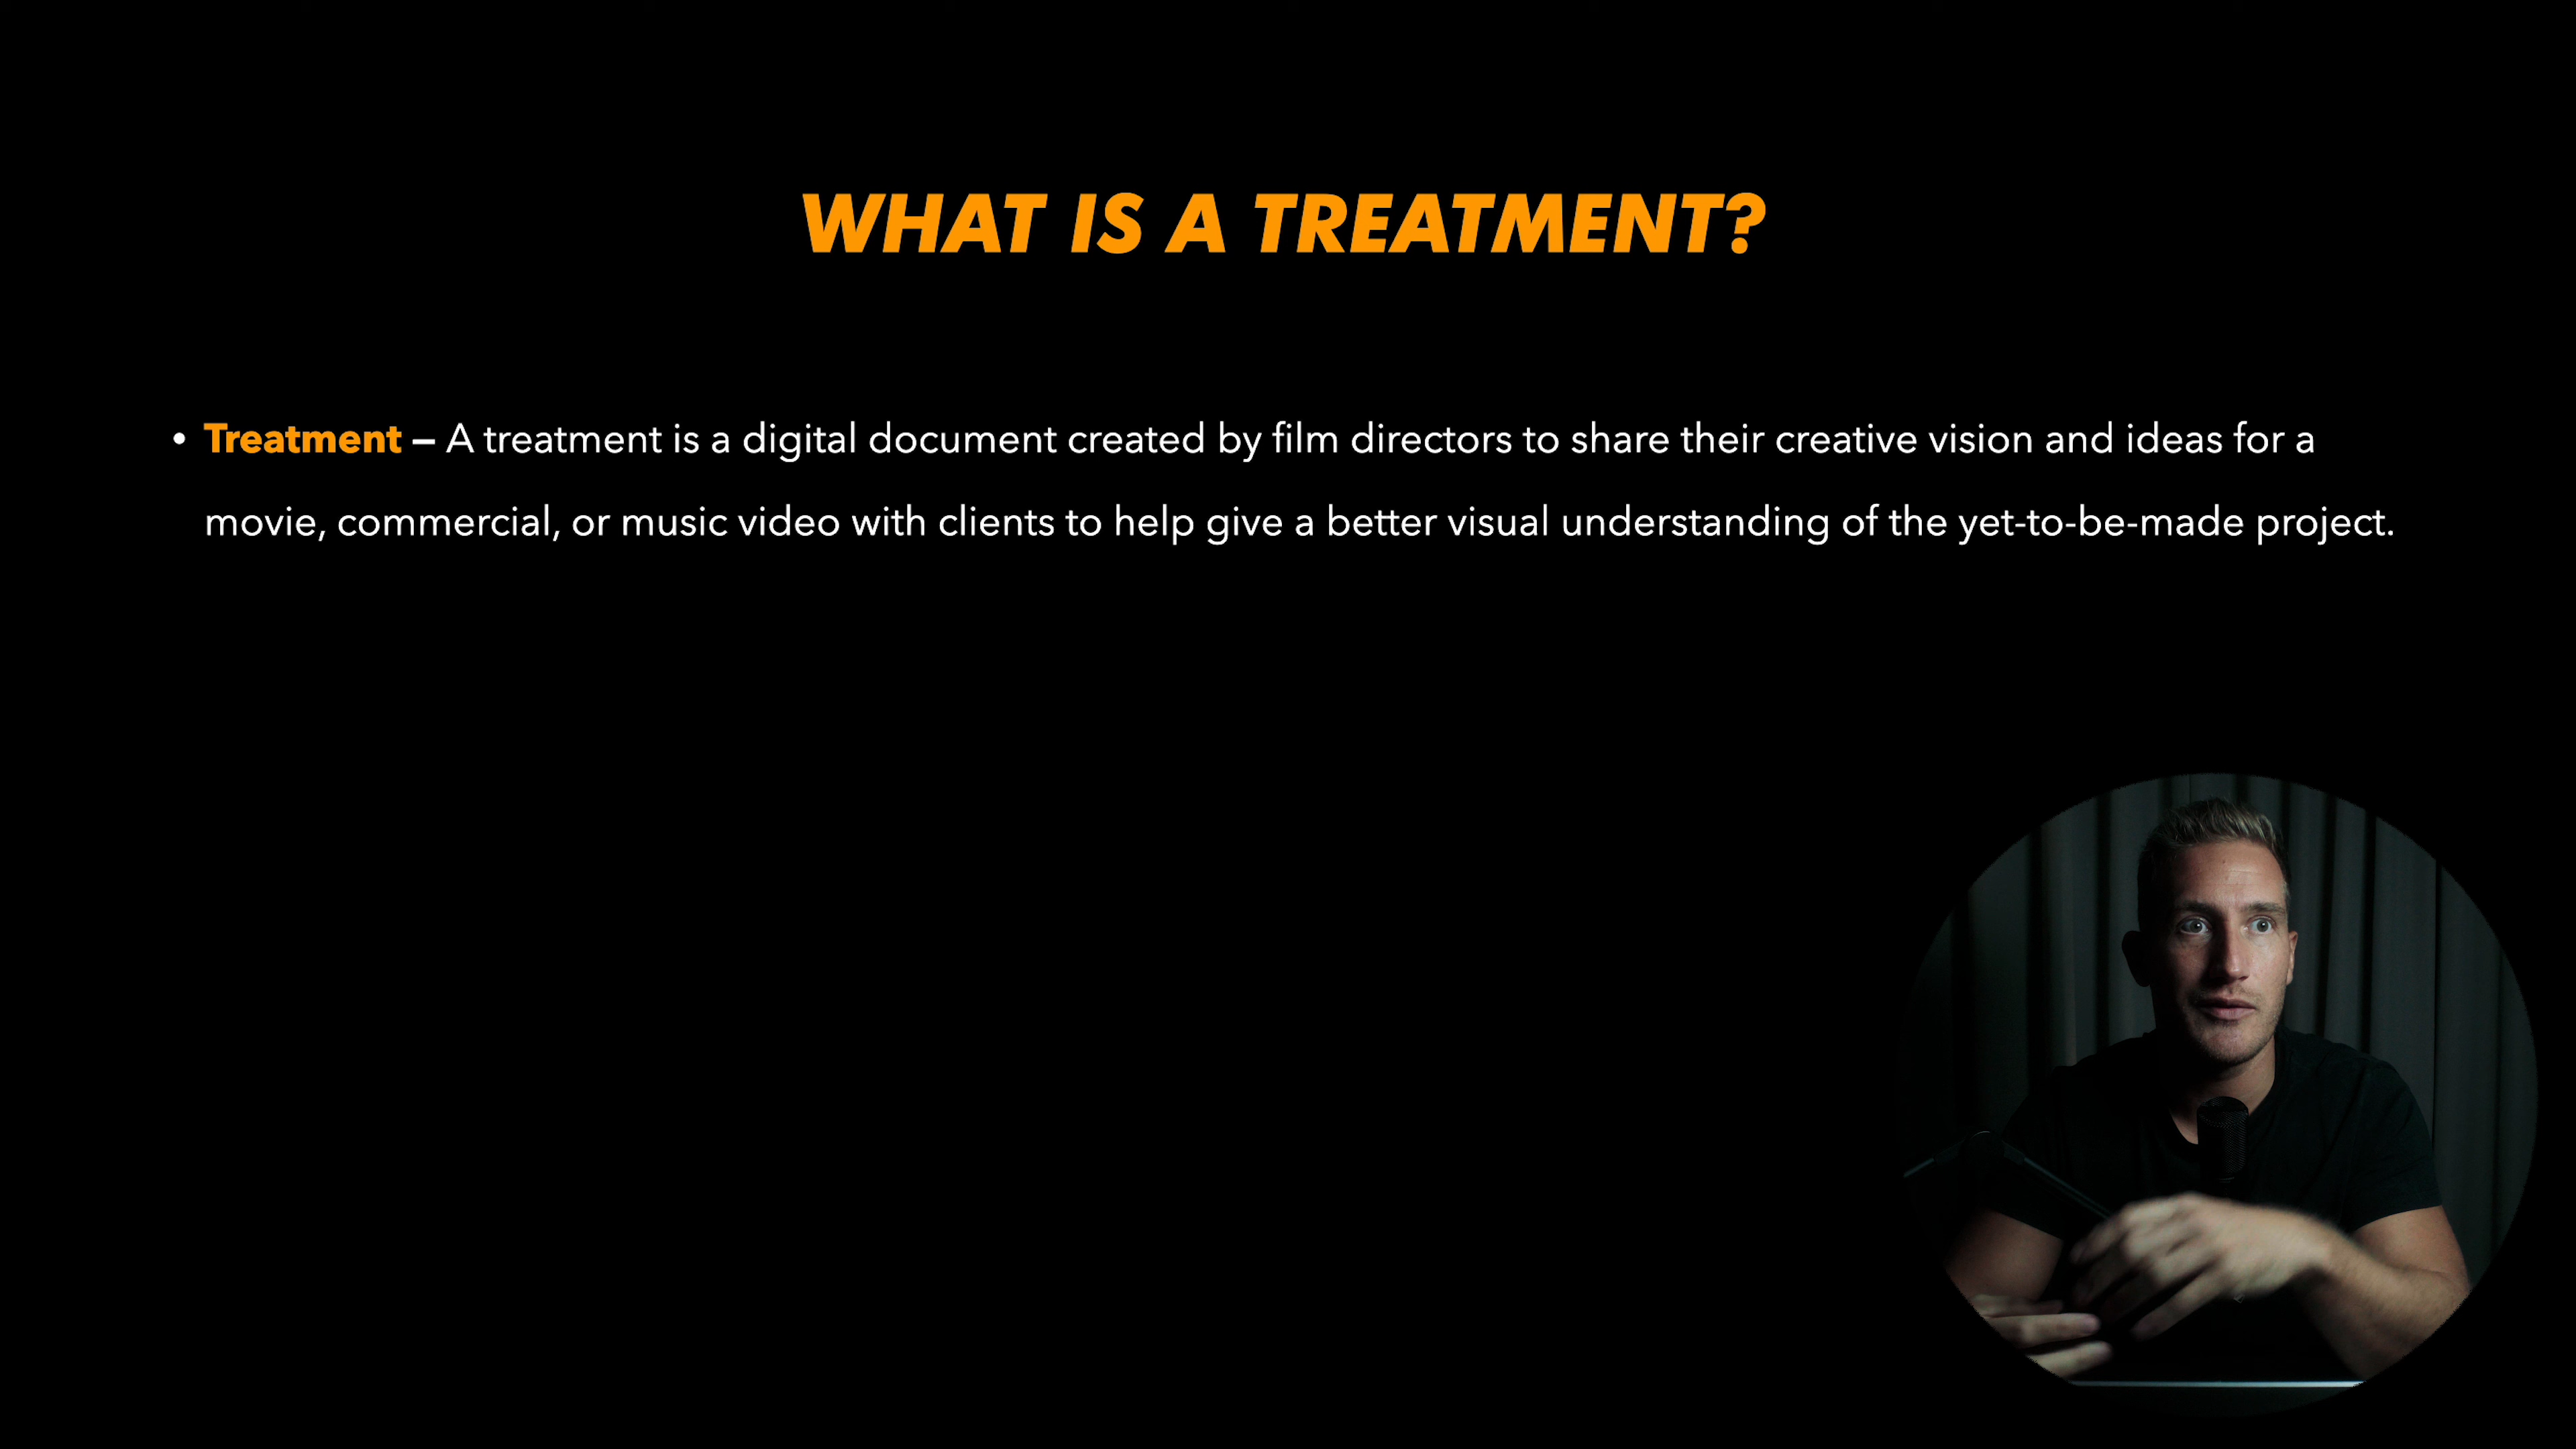 WHAT IS A TREATMENT?
• Treatment – A treatment is a digital document created by film directors to share their creative vision and ideas for a
movie, commercial, or music video with clients to help give a better visual understanding of the yet-to-be-made project.